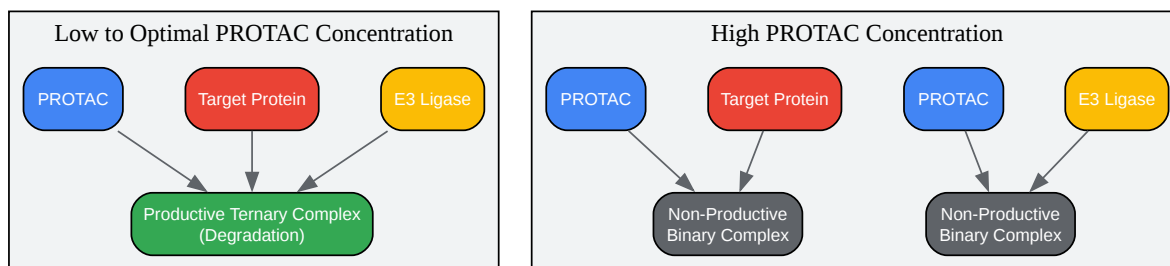 Low to Optimal PROTAC Concentration
PROTAC
Target Protein
E3 Ligase
Productive Ternary Complex
(Degradation)
High PROTAC Concentration
PROTAC
Target Protein
PROTAC
E3 Ligase
Non-Productive
Binary Complex
Non-Productive
Binary Complex